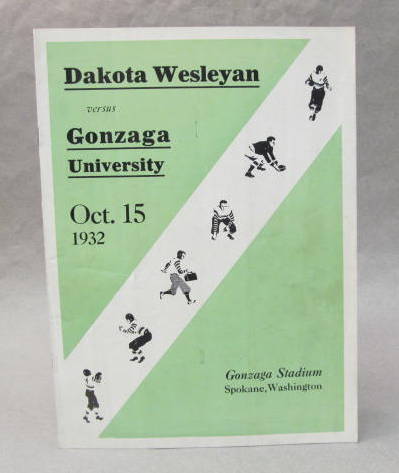 Dakota Wesleyan
versus
Gonzaga
University
Oct. 15
1932
Gonzaga Stadium
Spokane, Washington